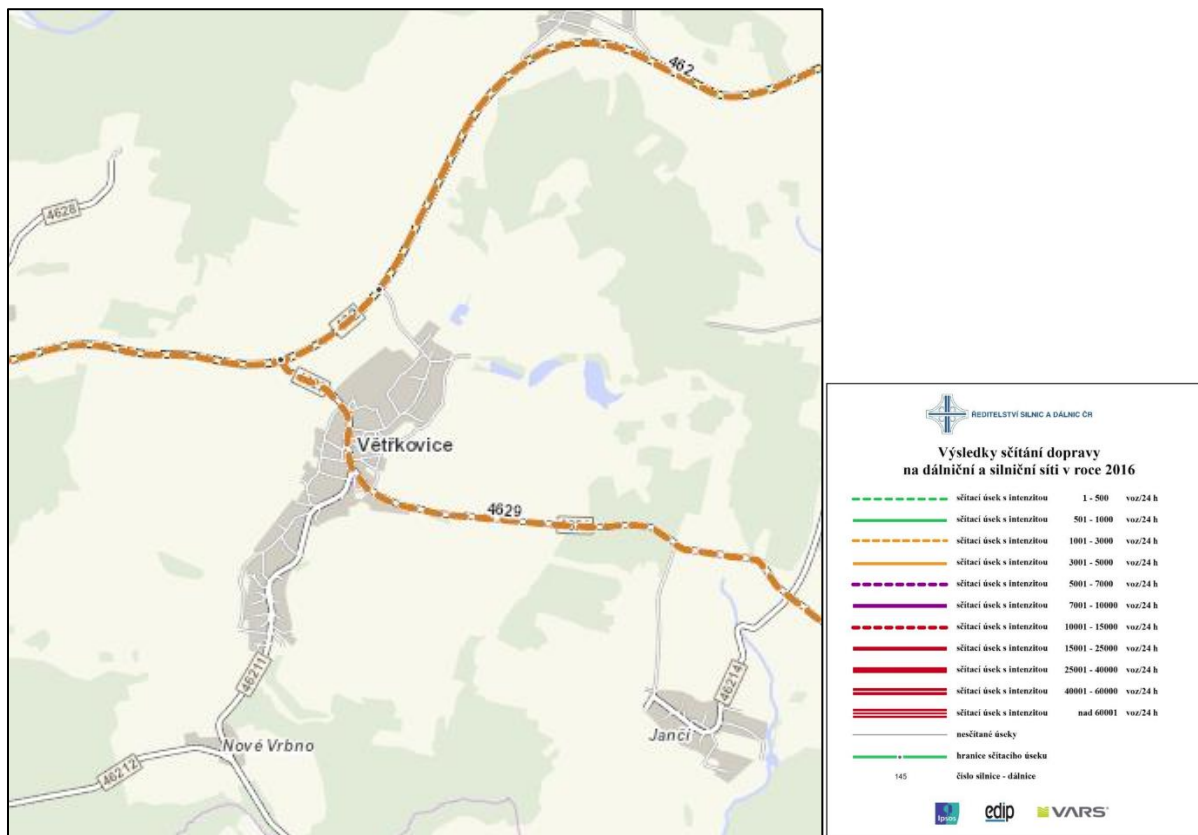 462
4628
Větřkovice
4629
46211
46214
Nové Vrbno
Jančí
46212
ŘEDITELSTVÍ SILNIC A DÁLNIC ČR
Výsledky sčítání dopravy
na dálniční a silniční síti v roce 2016
sčítací úsek s intenzitou 1 - 500 voz/24 h
sčítací úsek s intenzitou 501 - 1000 voz/24 h
sčítací úsek s intenzitou 1001 - 3000 voz/24 h
sčítací úsek s intenzitou 3001 - 5000 voz/24 h
sčítací úsek s intenzitou 5001 - 7000 voz/24 h
sčítací úsek s intenzitou 7001 - 10000 voz/24 h
sčítací úsek s intenzitou 10001 - 15000 voz/24 h
sčítací úsek s intenzitou 15001 - 25000 voz/24 h
sčítací úsek s intenzitou 25001 - 40000 voz/24 h
sčítací úsek s intenzitou 40001 - 60000 voz/24 h
sčítací úsek s intenzitou nad 60001 voz/24 h
nesčítané úseky
hranice sčítacího úseku
145 číslo silnice - dálnice
Ipsos edip VARS®